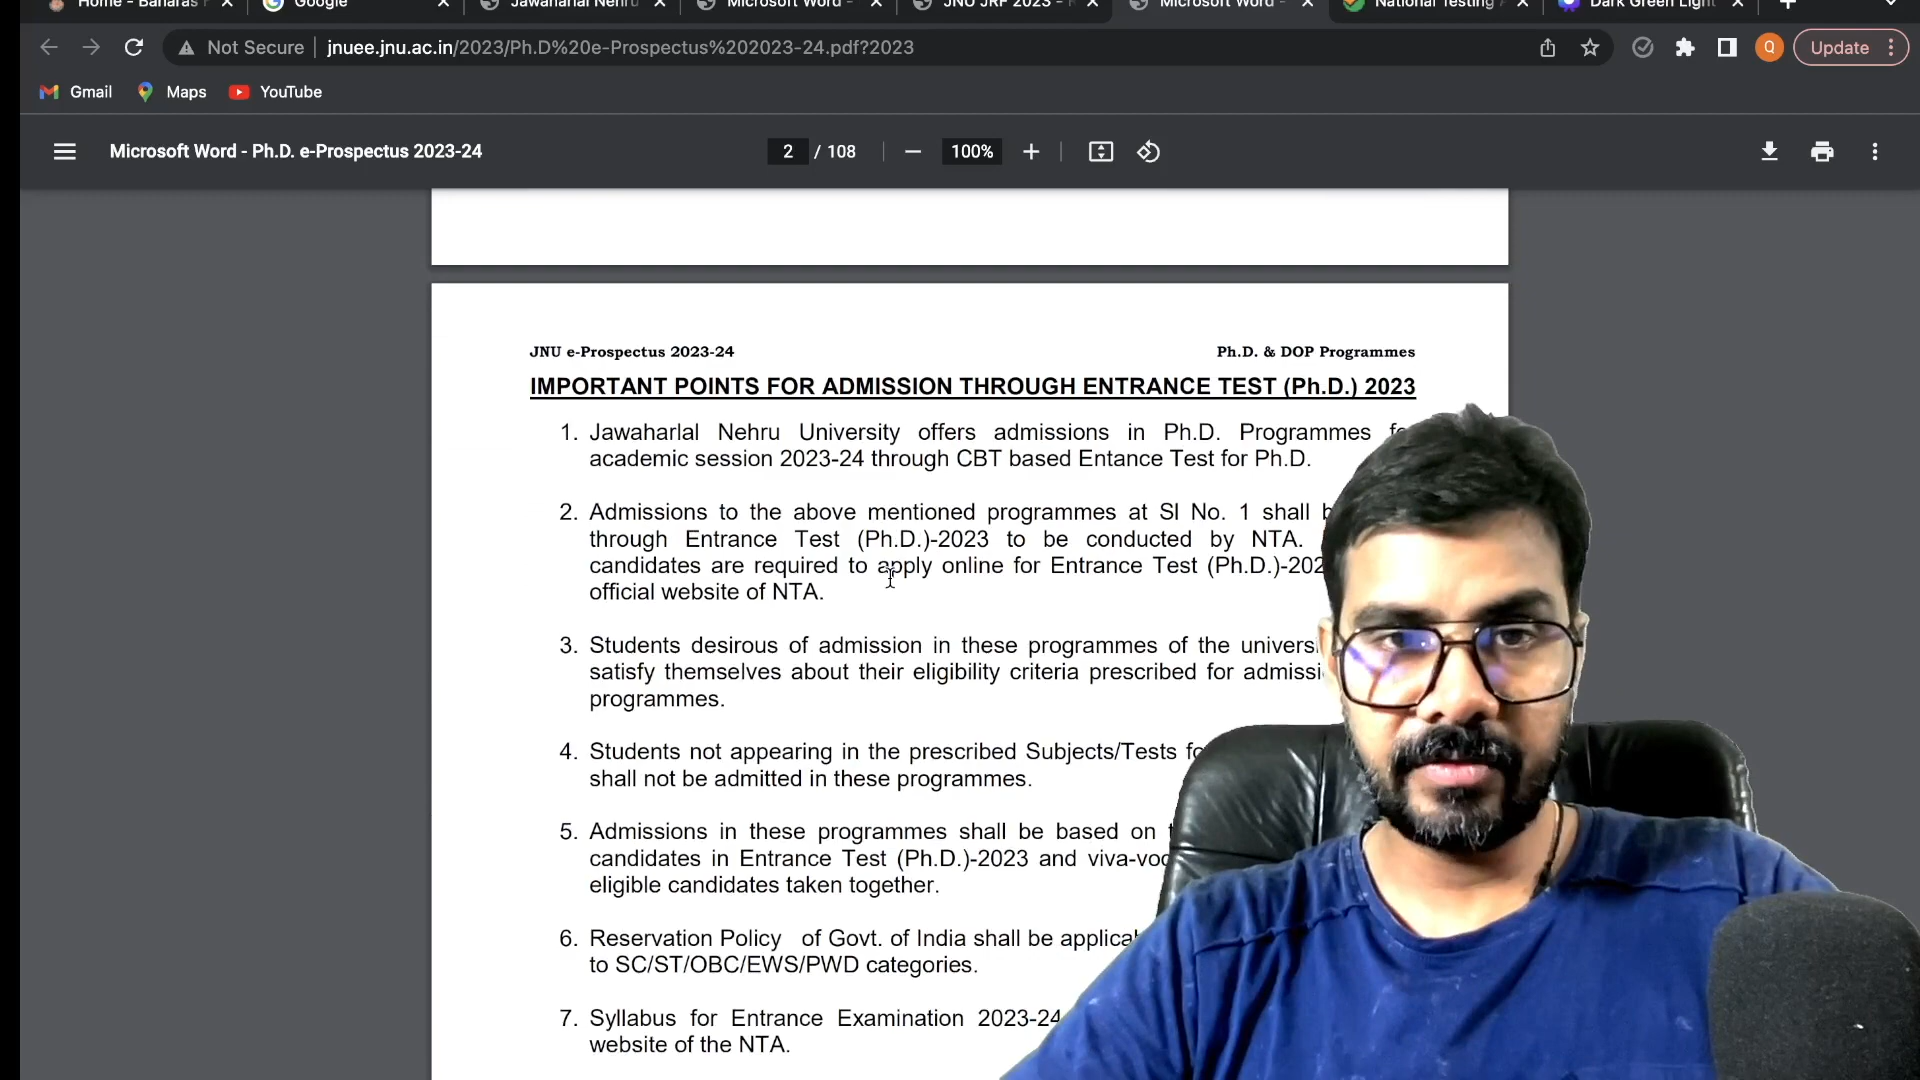 Home - Banaras
Google
Jawaharlal Nehru
Microsoft Word -
JNU JRF 2023 -
Microsoft Word -
National Testing
Dark Green Light
Not Secure
jnuee.jnu.ac.in/2023/Ph.D%20e-Prospectus%202023-24.pdf?2023
Q
Update
Gmail
Maps
YouTube
Microsoft Word - Ph.D. e-Prospectus 2023-24
2 / 108
100%
JNU e-Prospectus 2023-24
Ph.D. & DOP Programmes
IMPORTANT POINTS FOR ADMISSION THROUGH ENTRANCE TEST (Ph.D.) 2023
1. Jawaharlal Nehru University offers admissions in Ph.D. Programmes
academic session 2023-24 through CBT based Entance Test for Ph.D.
2. Admissions to the above mentioned programmes at Sl No. 1 shall
through Entrance Test (Ph.D.)-2023 to be conducted by NTA.
candidates are required to apply online for Entrance Test
official website of NTA.
3. Students desirous of admission in these programmes of the
satisfy themselves about their eligibility criteria prescribed for
programmes.
4. Students not appearing in the prescribed Subjects/Tests
shall not be admitted in these programmes.
5. Admissions in these programmes shall be based on
candidates in Entrance Test (Ph.D.)-2023 and
eligible candidates taken together.
6. Reservation Policy of Govt. of India shall be
to SC/ST/OBC/EWS/PWD categories.
7. Syllabus for Entrance Examination 2023-24
website of the NTA.